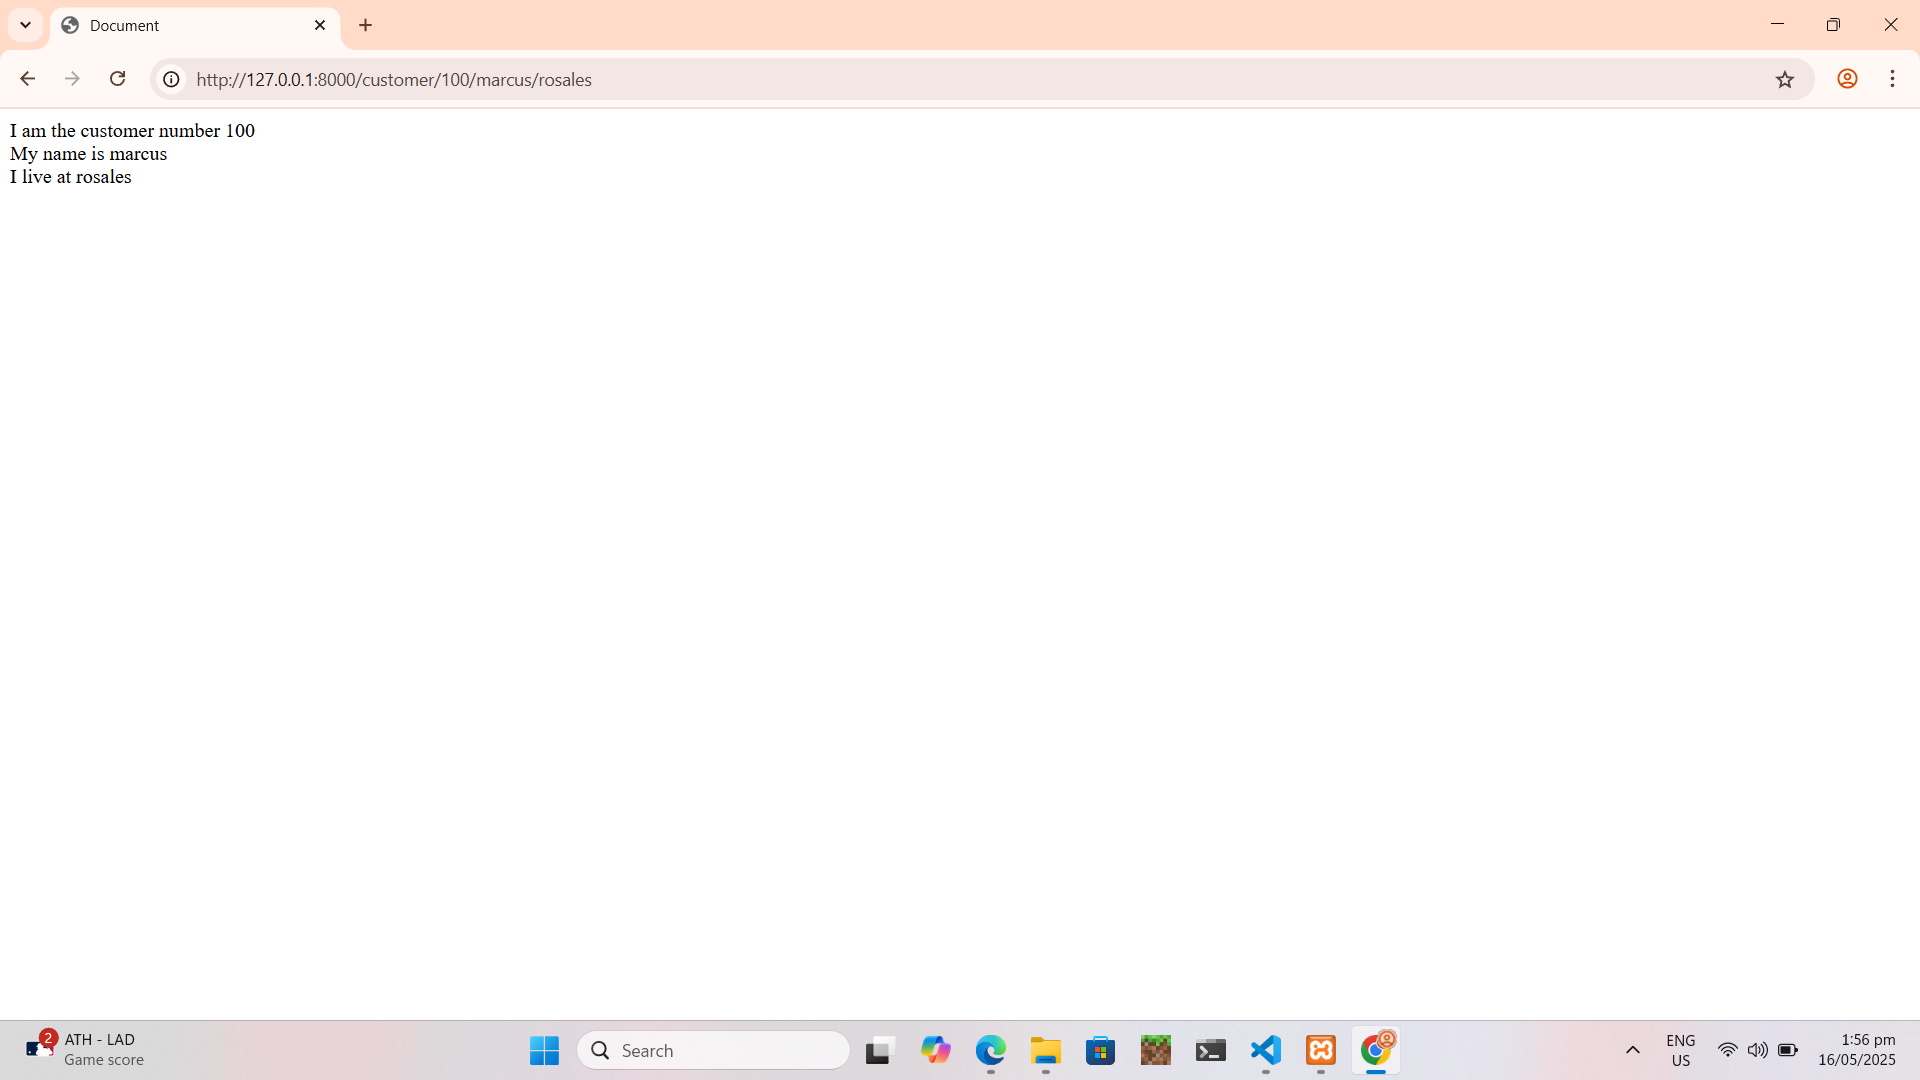 Document
http://127.0.0.1:8000/customer/100/marcus/rosales
I am the customer number 100
My name is marcus
I live at rosales
2
ATH - LAD
Game score
Search
ENG
US
1:56 pm
16/05/2025